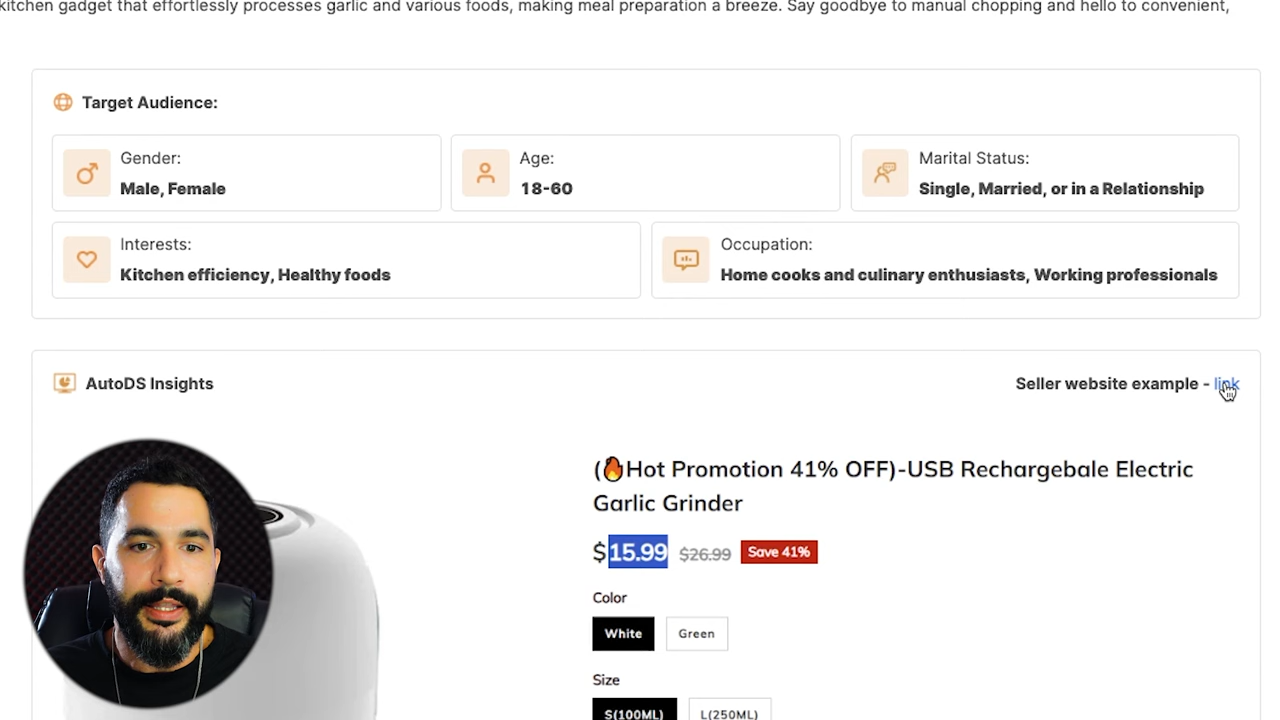 kitchen gadget that effortlessly processes garlic and various foods, making meal preparation a breeze. Say goodbye to manual chopping and hello to convenient,
Target Audience:
Gender:
Male, Female
Age:
18-60
Marital Status:
Single, Married, or in a Relationship
Interests:
Kitchen efficiency, Healthy foods
Occupation:
Home cooks and culinary enthusiasts, Working professionals
AutoDS Insights
Seller website example - link
(🔥Hot Promotion 41% OFF)-USB Rechargebale Electric
Garlic Grinder
$15.99 $26.99 Save 41%
Color
White Green
Size
S(100ML) L(250ML)